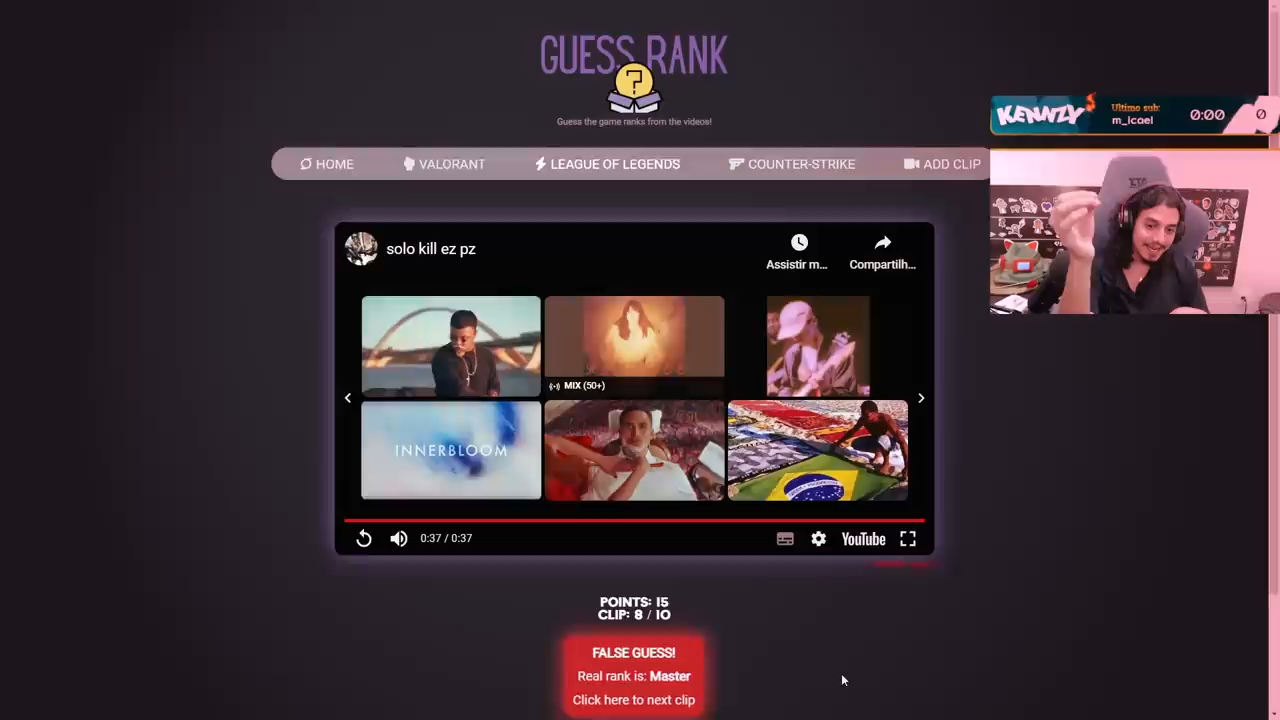 GUESS RANK
?
Guess the game ranks from the videos!
HOME
VALORANT
LEAGUE OF LEGENDS
COUNTER-STRIKE
ADD CLIP
KENNZY
Ultimo sub:
m_icael
0:00
0
solo kill ez pz
Assistir m...
Compartilh...
MIX (50+)
INNERBLOOM
0:37 / 0:37
YouTube
POINTS: 15
CLIP: 8 / 10
FALSE GUESS!
Real rank is: Master
Click here to next clip